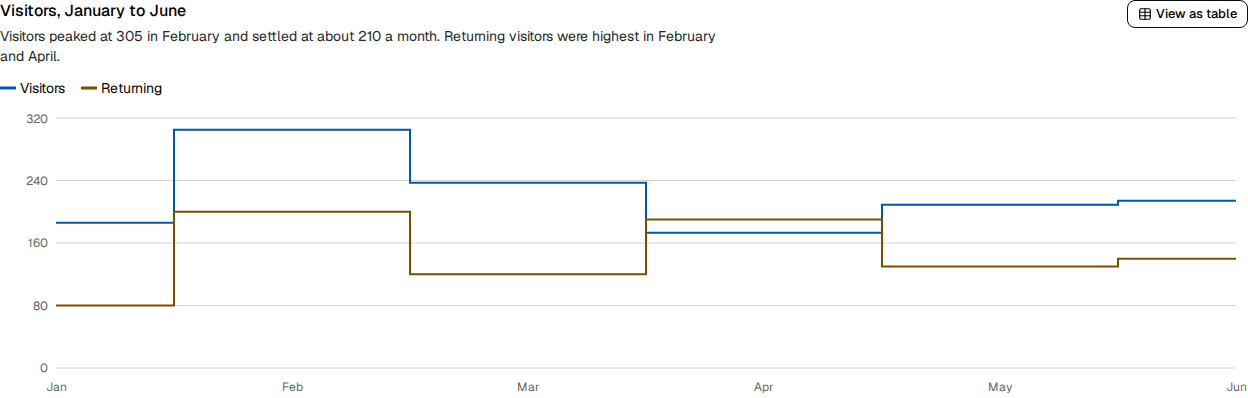 Visitors, January to June
View as table
Visitors peaked at 305 in February and settled at about 210 a month. Returning visitors were highest in February
and April.
Visitors
Returning
320
240
160
80
0
Jan
Feb
Mar
Apr
May
Jun